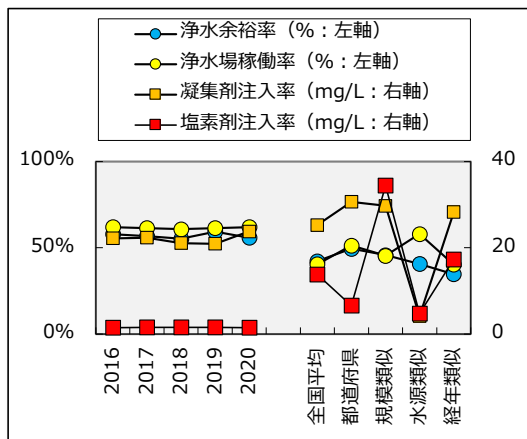 浄水余裕率（%：左軸）
浄水場稼働率（%：左軸）
凝集剤注入率（mg/L：右軸）
塩素剤注入率（mg/L：右軸）
100%
50%
0%
40
20
0
2016
2017
2018
2019
2020
全国平均
都道府県
規模類似
水源類似
経年類似